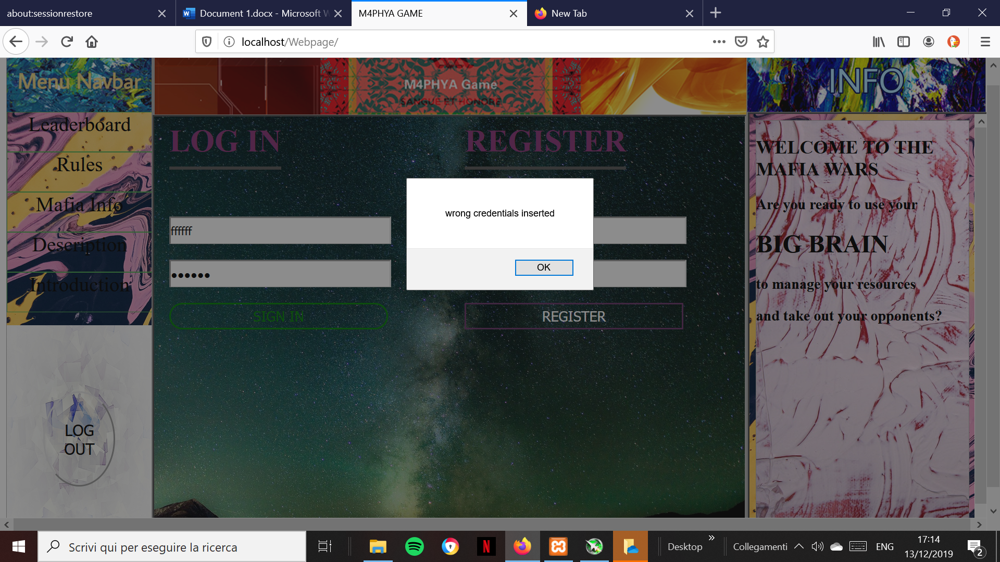 about:sessionrestore
Document 1.docx - Microsoft W
M4PHYA GAME
New Tab
localhost/Webpage/
Menu Navbar
M4PHYA Game
SANGUE ET HONORE
INFO
Leaderboard
Rules
Mafia Info
Description
Introduction
LOG
OUT
LOG IN
ffffff
••••••
SIGN IN
REGISTER
REGISTER
wrong credentials inserted
OK
WELCOME TO THE
MAFIA WARS
Are you ready to use your
BIG BRAIN
to manage your resources
and take out your opponents?
Scrivi qui per eseguire la ricerca
Desktop
Collegamenti
ENG
17:14
13/12/2019
2